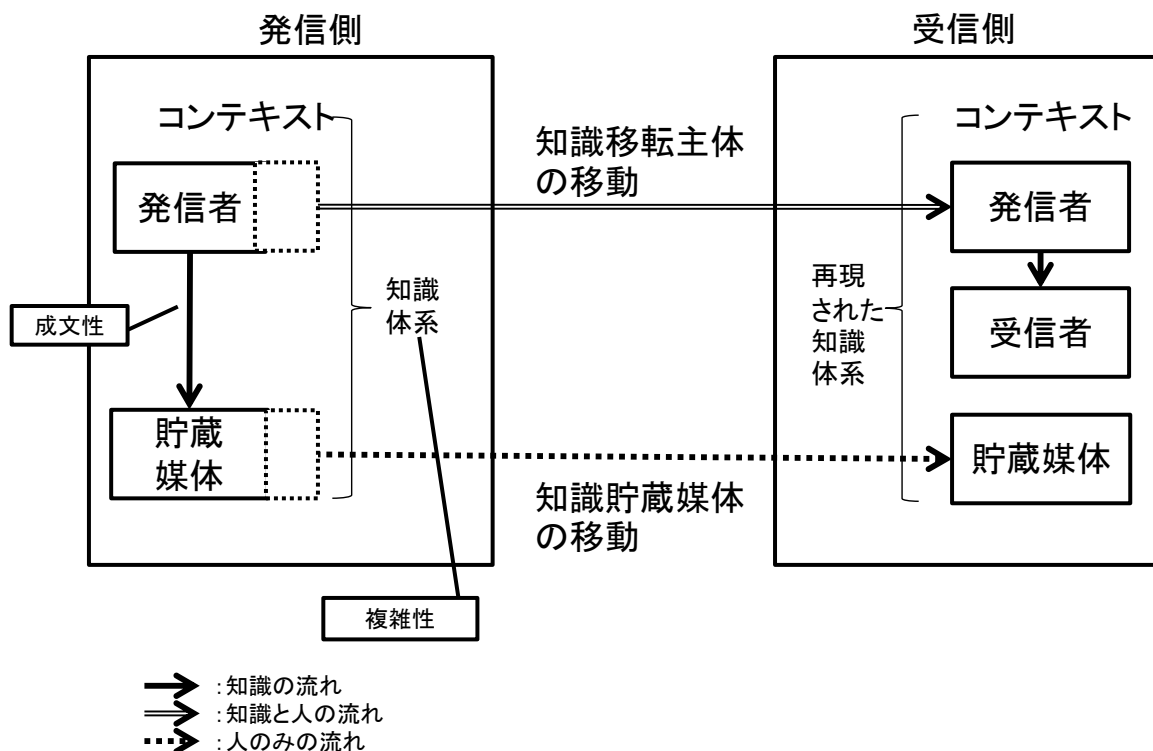 発信側
受信側
コンテキスト
コンテキスト
知識移転主体
の移動
発信者
発信者
知識
体系
再現
された
知識
体系
成文性
受信者
貯蔵
媒体
貯蔵媒体
知識貯蔵媒体
の移動
複雑性
:知識の流れ
:知識と人の流れ
:人のみの流れ